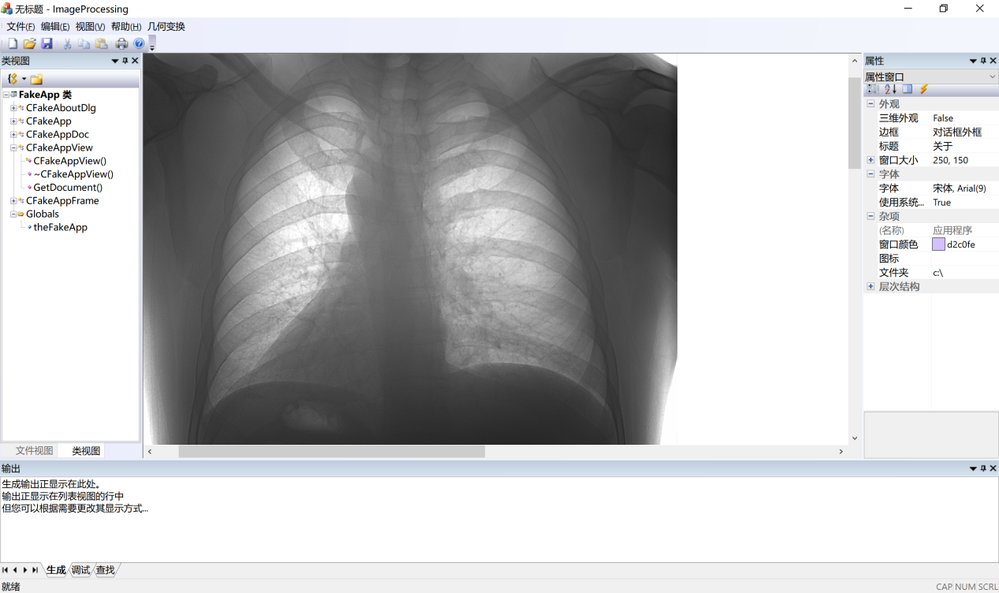 无标题 - ImageProcessing
文件(F) 编辑(E) 视图(V) 帮助(H) 几何变换
类视图
FakeApp 类
CFakeAboutDlg
CFakeApp
CFakeAppDoc
CFakeAppView
CFakeAppView()
~CFakeAppView()
GetDocument()
CFakeAppFrame
Globals
theFakeApp
文件视图 类视图
属性
属性窗口
外观
三维外观 False
边框 对话框外框
标题 关于
窗口大小 250, 150
字体
字体 宋体, Arial(9)
使用系统... True
杂项
(名称) 应用程序
窗口颜色 d2c0fe
图标
文件夹 c:\
层次结构
输出
生成输出正显示在此处。
输出正显示在列表视图的行中
但您可以根据需要更改其显示方式...
生成 调试 查找
就绪
CAP NUM SCRL